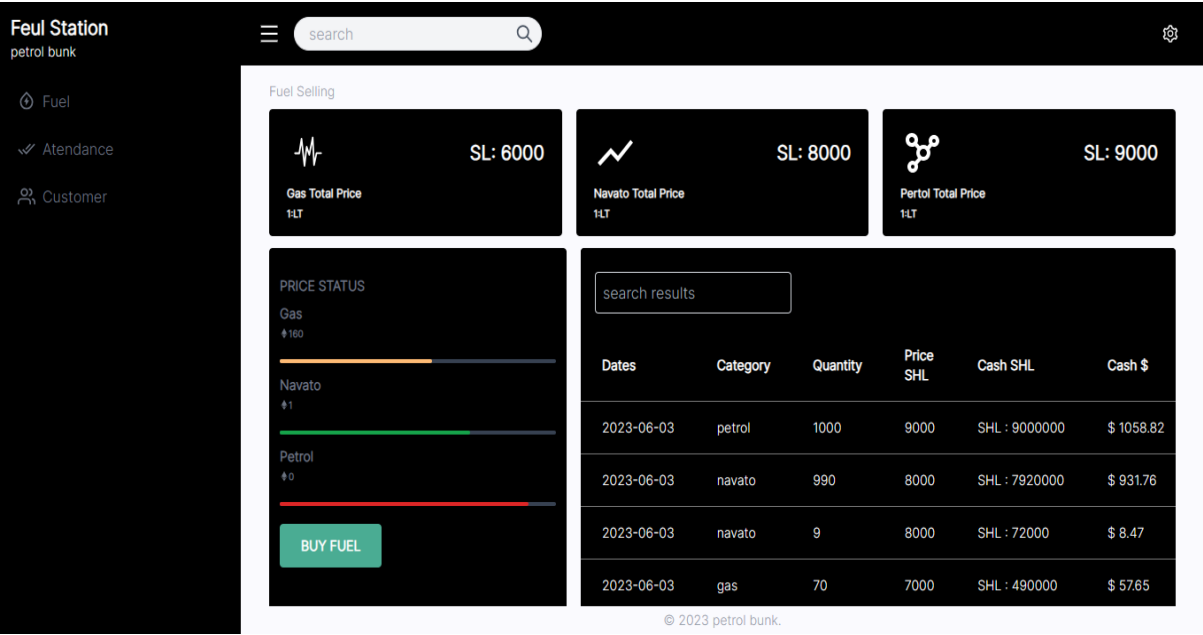 Feul Station
petrol bunk
search
Fuel
Atendance
Customer
Fuel Selling
SL: 6000
Gas Total Price
1:LT
SL: 8000
Navato Total Price
1:LT
SL: 9000
Pertol Total Price
1:LT
PRICE STATUS
Gas
160
Navato
1
Petrol
0
BUY FUEL
search results
Dates Category Quantity Price SHL Cash SHL Cash $
2023-06-03 petrol 1000 9000 SHL : 9000000 $ 1058.82
2023-06-03 navato 990 8000 SHL : 7920000 $ 931.76
2023-06-03 navato 9 8000 SHL : 72000 $ 8.47
2023-06-03 gas 70 7000 SHL : 490000 $ 57.65
© 2023 petrol bunk.